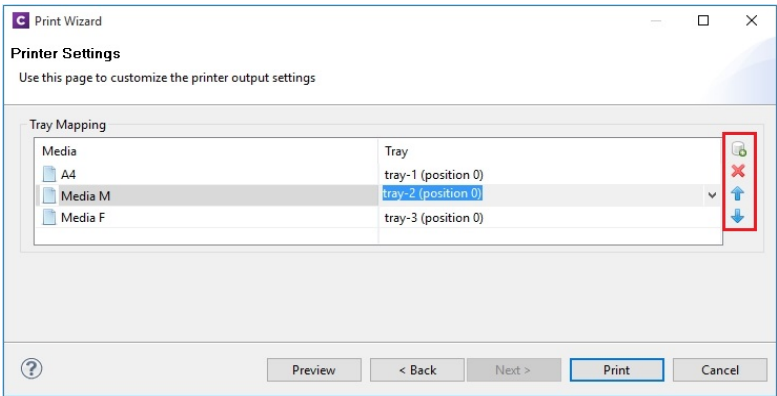 C Print Wizard
Printer Settings
Use this page to customize the printer output settings
Tray Mapping
Media Tray
A4 tray-1 (position 0)
Media M tray-2 (position 0)
Media F tray-3 (position 0)
? Preview < Back Next > Print Cancel